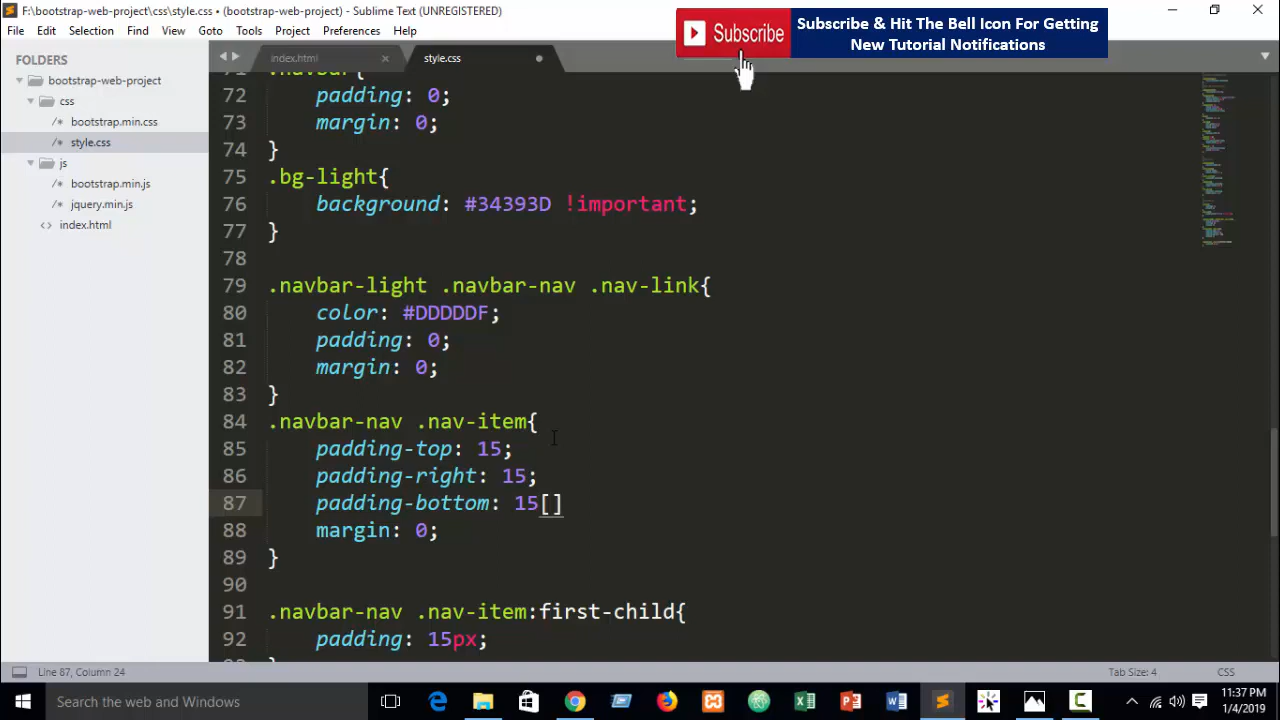 F:\bootstrap-web-project\css\style.css • (bootstrap-web-project) - Sublime Text (UNREGISTERED)
File Edit Selection Find View Goto Tools Project Preferences Help
Subscribe
Subscribe & Hit The Bell Icon For Getting
New Tutorial Notifications
FOLDERS
bootstrap-web-project
css
/* bootstrap.min.css
/* style.css
js
/* bootstrap.min.js
/* jquery.min.js
<> index.html
index.html
style.css
71 .navbar{
72 padding: 0;
73 margin: 0;
74 }
75 .bg-light{
76 background: #34393D !important;
77 }
78
79 .navbar-light .navbar-nav .nav-link{
80 color: #DDDDDF;
81 padding: 0;
82 margin: 0;
83 }
84 .navbar-nav .nav-item{
85 padding-top: 15;
86 padding-right: 15;
87 padding-bottom: 15[]
88 margin: 0;
89 }
90
91 .navbar-nav .nav-item:first-child{
92 padding: 15px;
Line 87, Column 24
Tab Size: 4
CSS
Search the web and Windows
11:37 PM
1/4/2019